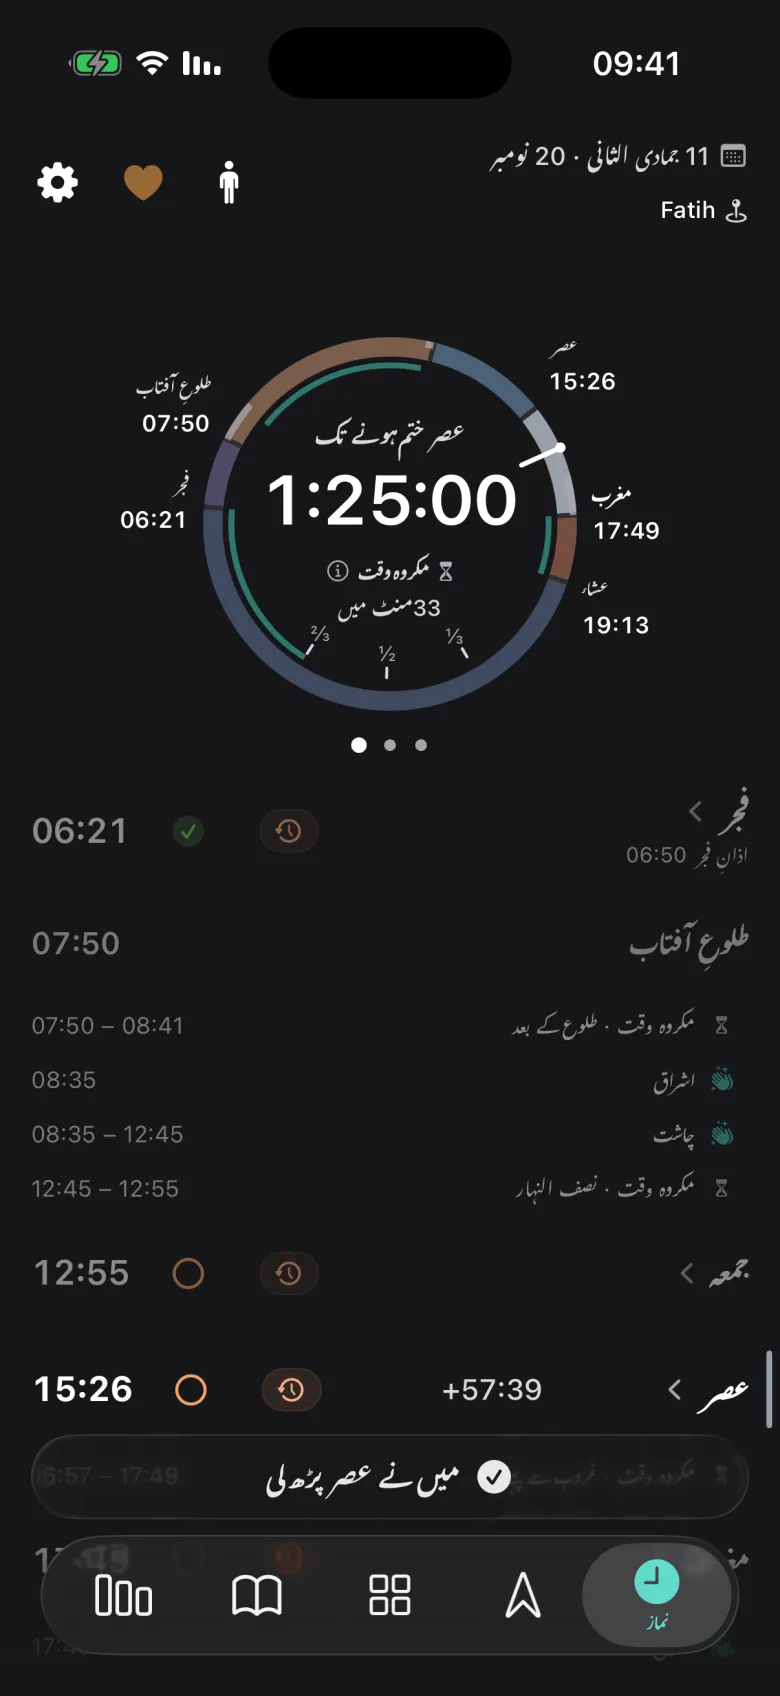 09:41
11 جمادی الثانی · 20 نومبر
Fatih
عصر
15:26
طلوعِ آفتاب
07:50
عصر ختم ہونے تک
1:25:00
فجر
06:21
مغرب
17:49
مکروہ وقت
33منٹ میں
عشاء
19:13
⅓
½
⅔
فجر
06:21
اذانِ فجر 06:50
طلوعِ آفتاب
07:50
مکروہ وقت · طلوع کے بعد
07:50 – 08:41
اشراق
08:35
چاشت
08:35 – 12:45
مکروہ وقت · نصف النہار
12:45 – 12:55
جمعہ
12:55
عصر
+57:39
15:26
میں نے عصر پڑھ لی
16:57 – 17:49
نماز